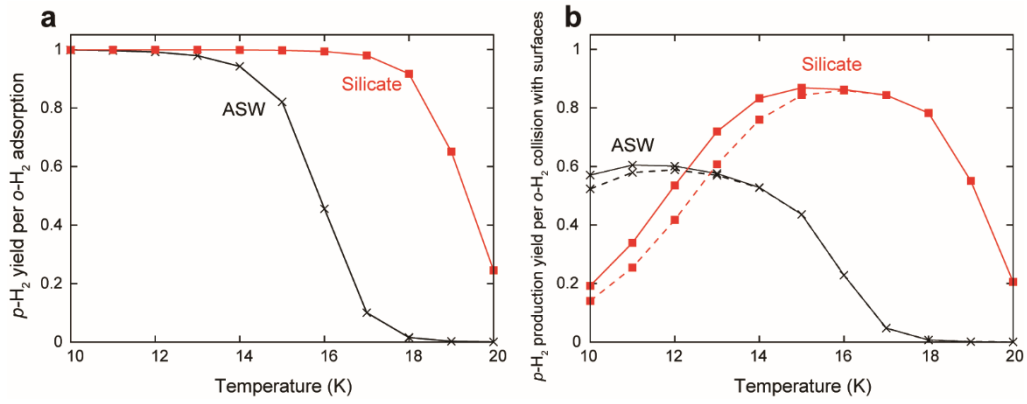 a
p-H2 yield per o-H2 adsorption
1
0.8
0.6
0.4
0.2
0
Silicate
ASW
10
12
14
16
18
20
Temperature (K)
b
p-H2 production yield per o-H2 collision with surfaces
1
0.8
0.6
0.4
0.2
0
Silicate
ASW
10
12
14
16
18
20
Temperature (K)